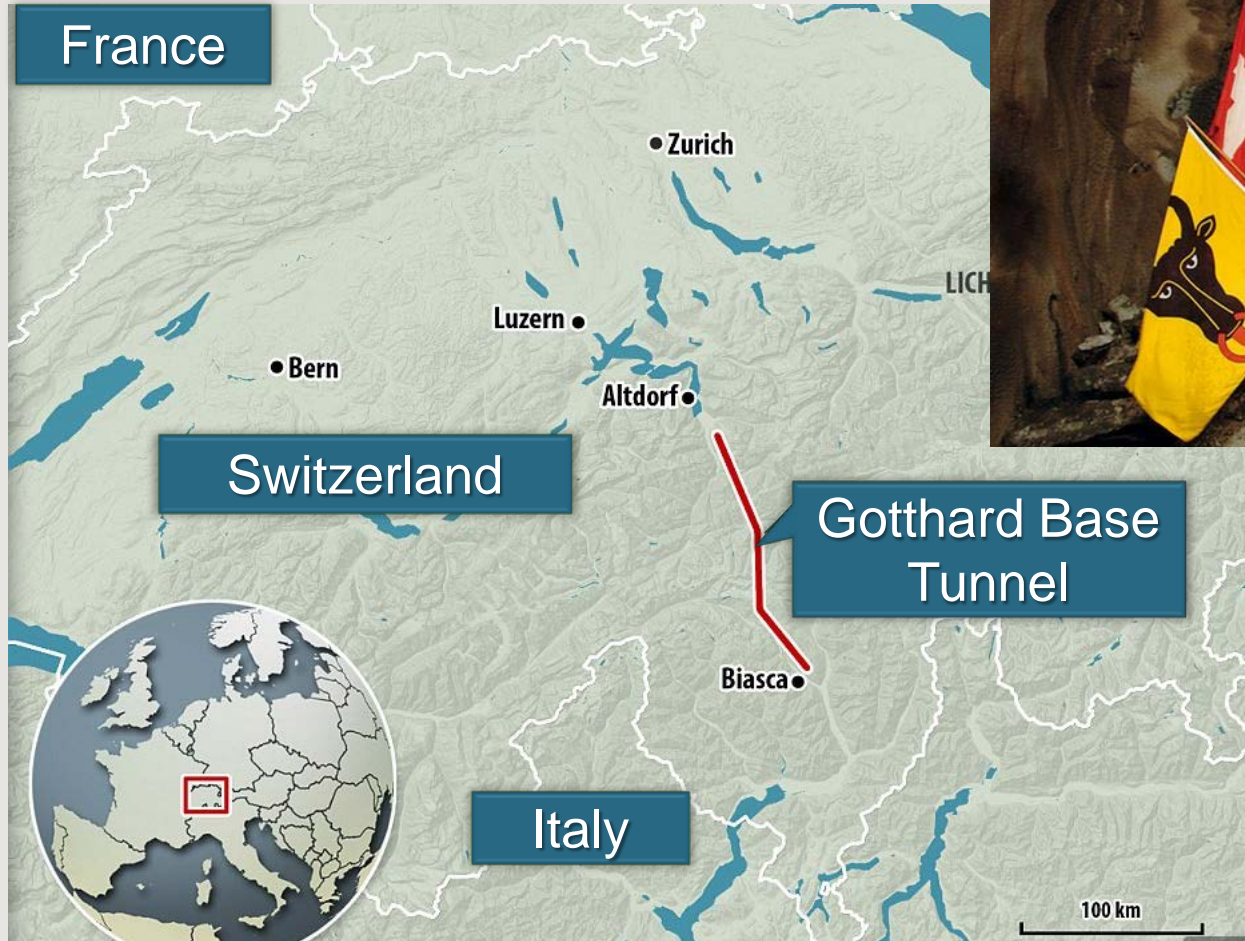 France
Zurich
LICH
Luzern
Bern
Altdorf
Switzerland
Gotthard Base
Tunnel
Biasca
Italy
100 km